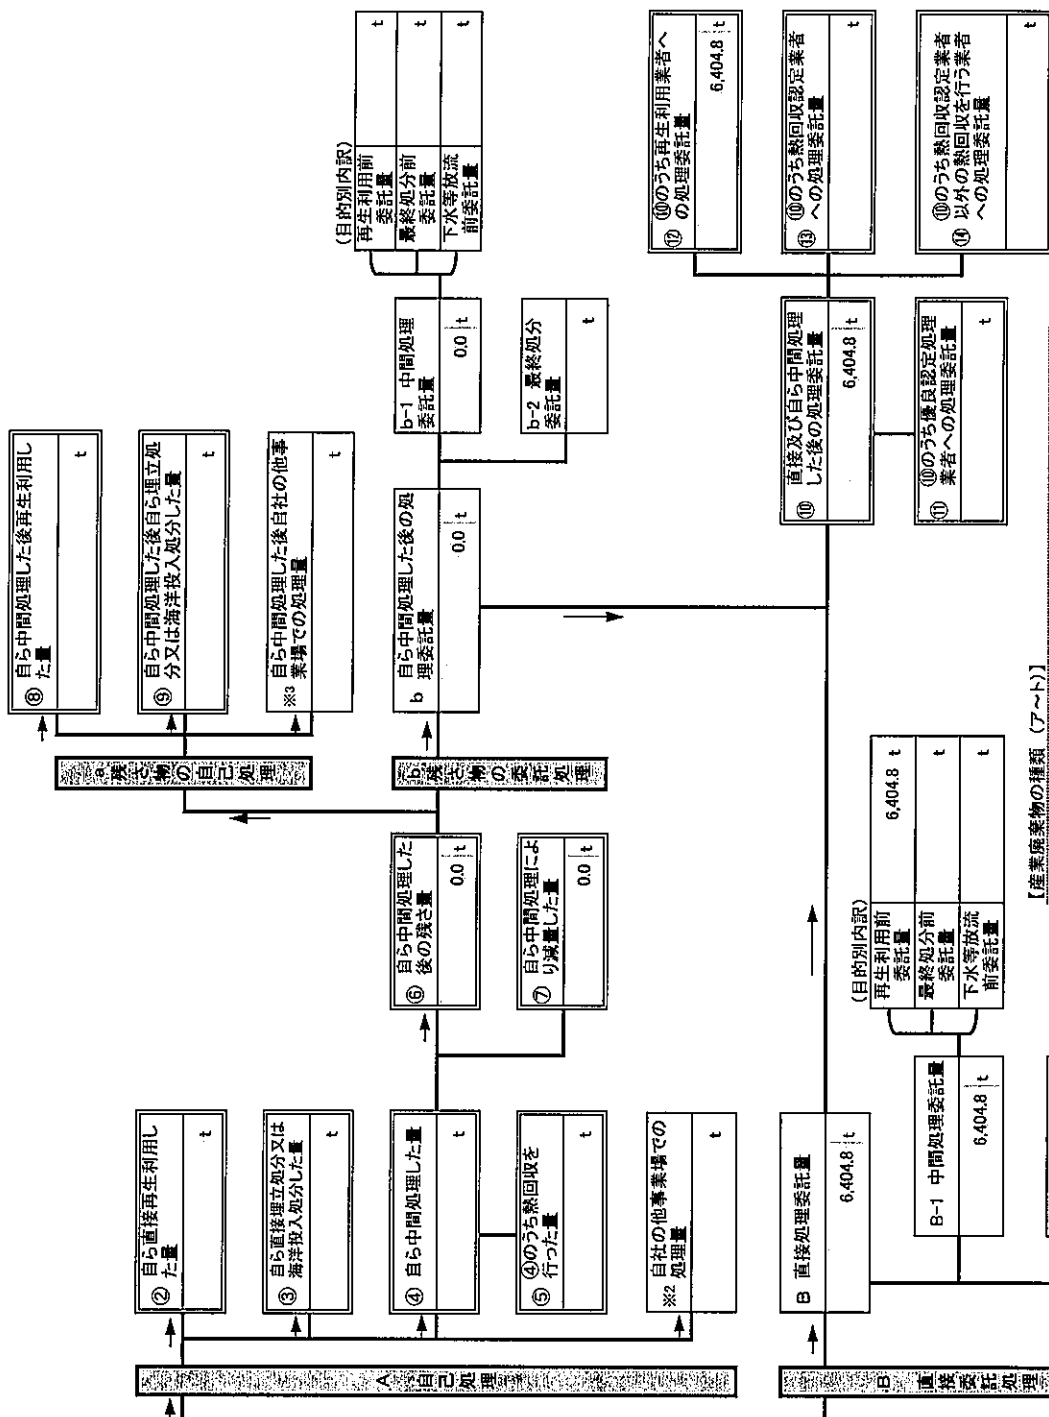 A
自己処理
② 自ら直接再生利用し
た量
t
③ 自ら直接埋立処分又は
海洋投入処分した量
t
④ 自ら中間処理した量
t
⑤ ④のうち熱回収を
行った量
t
※2 自社の他事業場での
処理量
t
⑥ 自ら中間処理した
後の残さ量
0.0 t
⑦ 自ら中間処理によ
り減量した量
0.0 t
a
残さ物の自己処理
⑧ 自ら中間処理した後再生利用し
た量
t
⑨ 自ら中間処理した後自ら埋立処
分又は海洋投入処分した量
t
※3 自ら中間処理した後自社の他事
業場での処理量
t
b
残さ物の委託処理
b 自ら中間処理した後の処
理委託量
0.0 t
b-1 中間処理
委託量
0.0 t
b-2 最終処分
委託量
t
(目的別内訳)
再生利用前
委託量
t
最終処分前
委託量
t
下水等放流
前委託量
t
B
直接委託処理
B 直接処理委託量
6,404.8 t
B-1 中間処理委託量
6,404.8 t
(目的別内訳)
再生利用前
委託量
6,404.8 t
最終処分前
委託量
t
下水等放流
前委託量
t
⑩ 直接及び自ら中間処理
した後の処理委託量
6,404.8 t
⑪ ⑩のうち優良認定処理
業者への処理委託量
t
⑫ ⑩のうち再生利用業者へ
の処理委託量
6,404.8 t
⑬ ⑩のうち熱回収認定業者
への処理委託量
t
⑭ ⑩のうち熱回収認定業者
以外の熱回収を行う業者
への処理委託量
t
【産業廃棄物の種類 (ア～ト)】